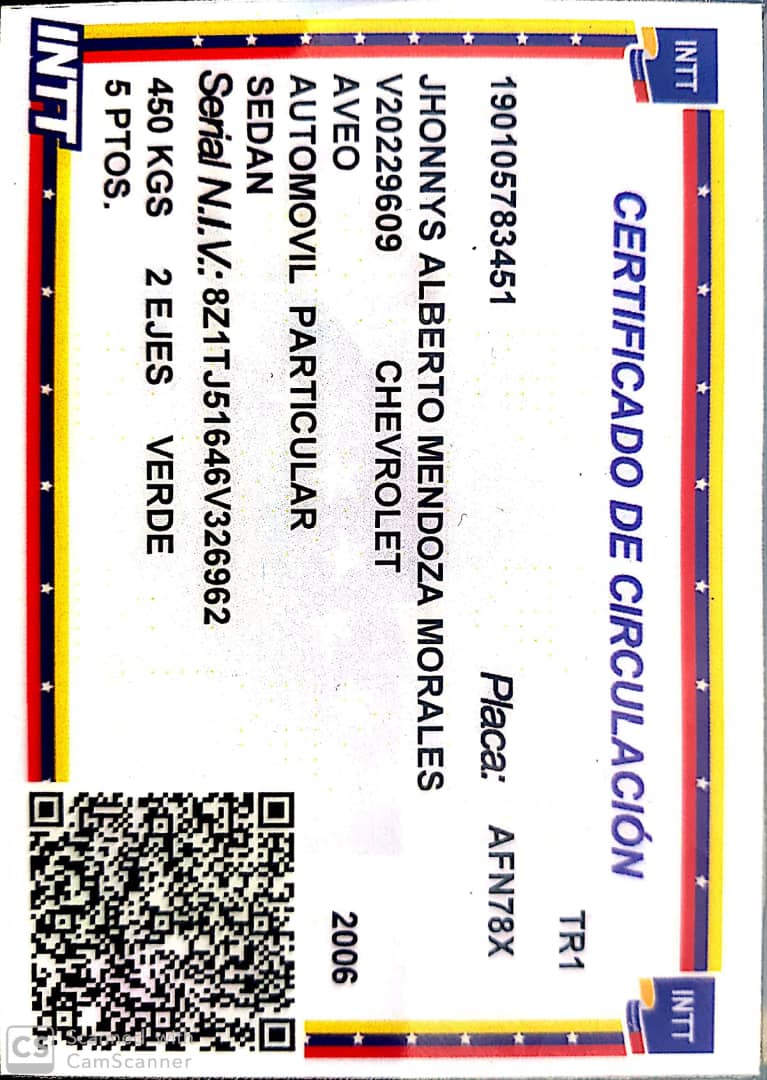 INTT INTT
CERTIFICADO DE CIRCULACIÓN
TR1
190105783451 Placa: AFN78X
JHONNYS ALBERTO MENDOZA MORALES
V20229609 CHEVROLET
AVEO 2006
AUTOMOVIL PARTICULAR
SEDAN
Serial N.I.V.: 8Z1TJ51646V326962
450 KGS 2 EJES VERDE
5 PTOS.
INTT
CS Scanned with
CamScanner